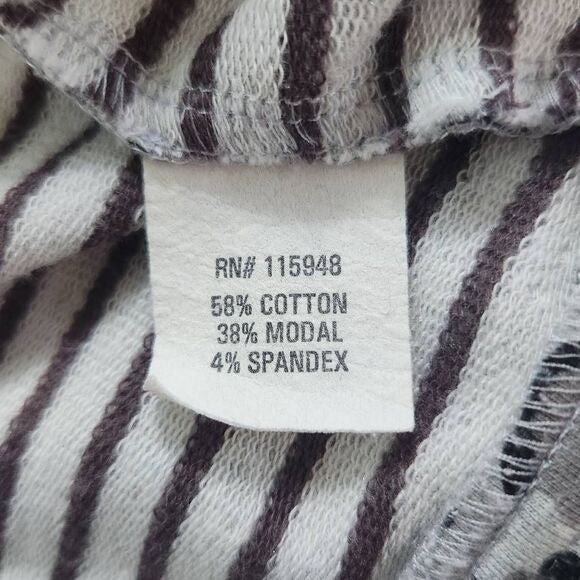 RN# 115948
58% COTTON
38% MODAL
4% SPANDEX